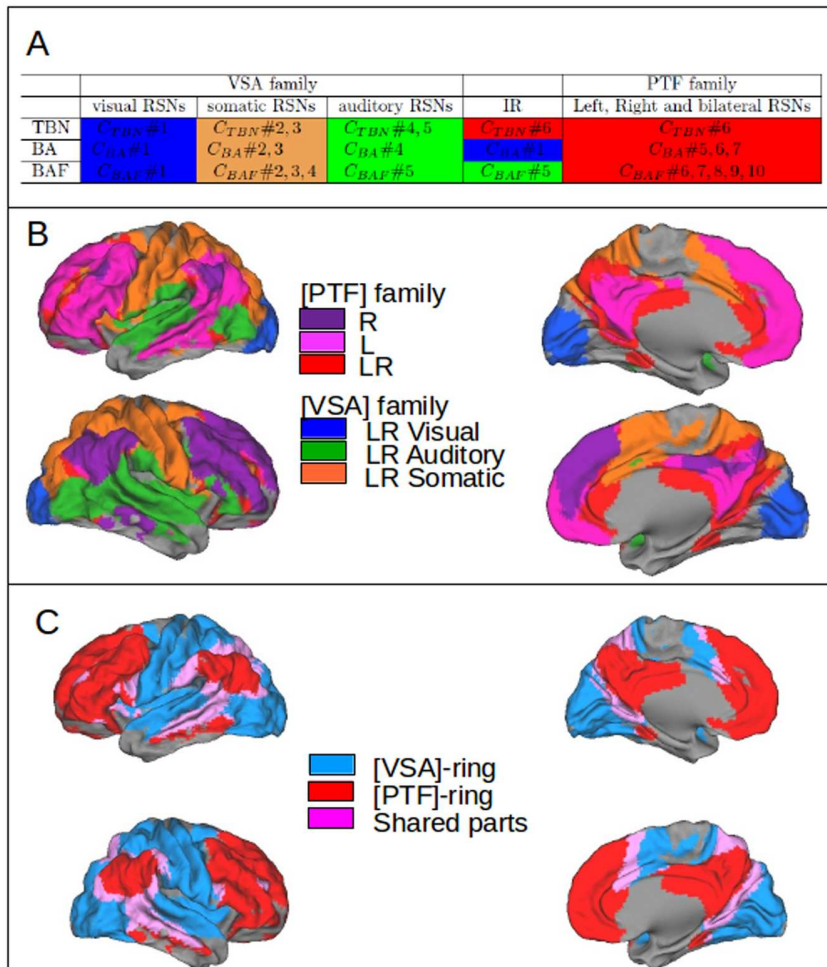 A
VSA family PTF family
visual RSNs somatic RSNs auditory RSNs IR Left, Right and bilateral RSNs
TBN C_TBN#1 C_TBN#2, 3 C_TBN#4, 5 C_TBN#6 C_TBN#6
BA C_BA#1 C_BA#2, 3 C_BA#4 C_BA#1 C_BA#5, 6, 7
BAF C_BAF#1 C_BAF#2, 3, 4 C_BAF#5 C_BAF#5 C_BAF#6, 7, 8, 9, 10
B
[PTF] family
R
L
LR
[VSA] family
LR Visual
LR Auditory
LR Somatic
C
[VSA]-ring
[PTF]-ring
Shared parts